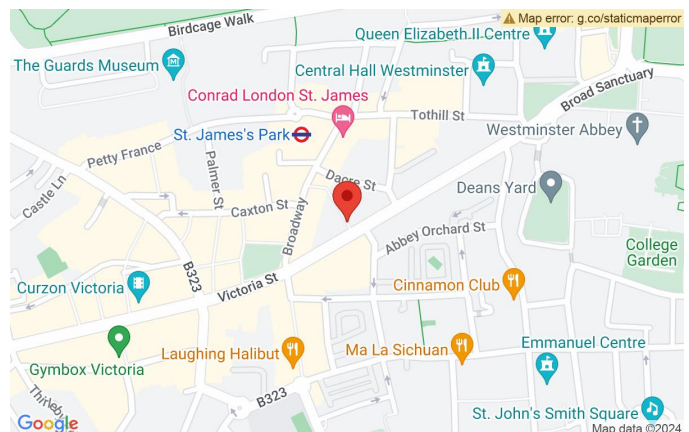 Birdcage Walk
Map error: g.co/staticmaperror
Queen Elizabeth II Centre
The Guards Museum
Central Hall Westminster
Broad Sanctuary
Conrad London St. James
Tothill St
St. James's Park
Westminster Abbey
Petty France
Palmer St
Dacre St
Deans Yard
Castle Ln
Caxton St
Broadway
Abbey Orchard St
College
Garden
B323
Victoria St
Curzon Victoria
Cinnamon Club
Gymbox Victoria
Laughing Halibut
Ma La Sichuan
Emmanuel Centre
B323
St. John's Smith Square
Google
Map data ©2024